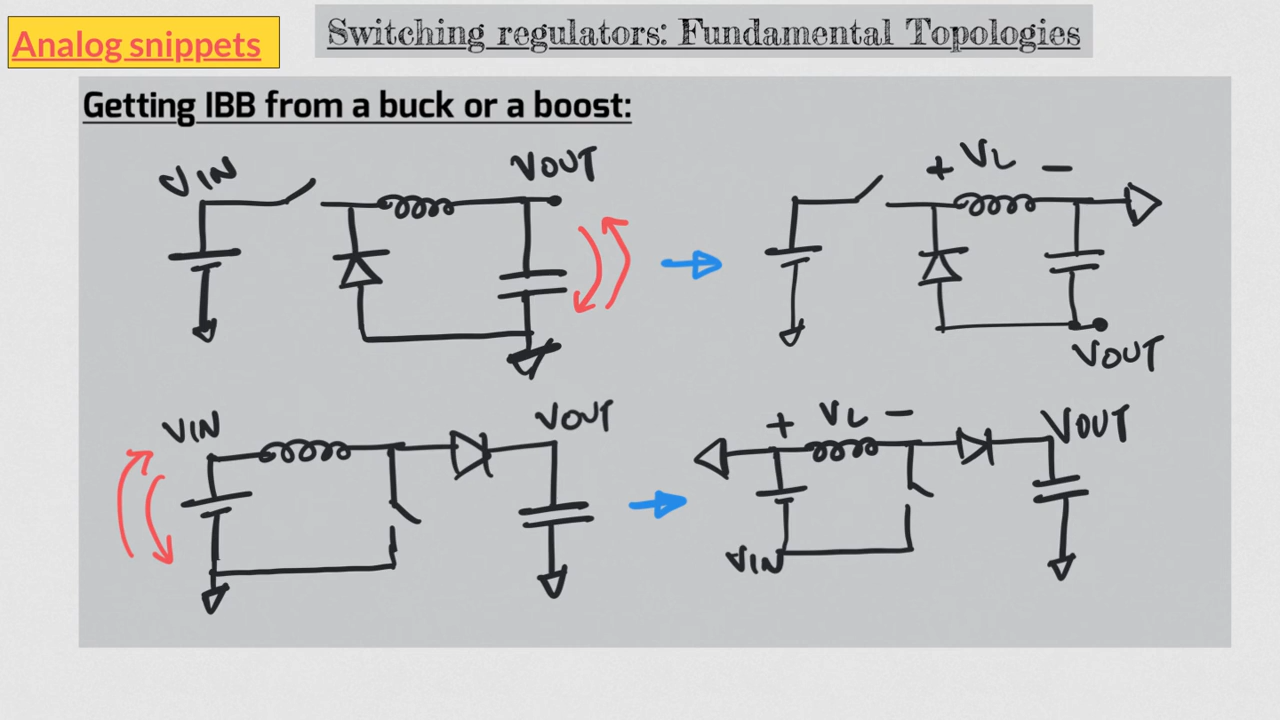 Analog snippets
Switching regulators: Fundamental Topologies
Getting IBB from a buck or a boost:
VIN
VOUT
+ VL −
VOUT
VIN
VOUT
+ VL −
VOUT
VIN